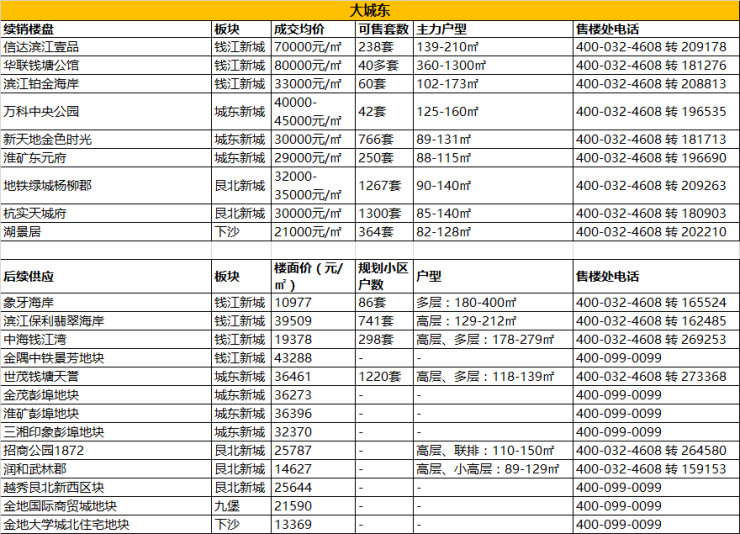 大城东
续销楼盘 板块 成交均价 可售套数 主力户型 售楼处电话
信达滨江壹品 钱江新城 70000元/㎡ 238套 139-210㎡ 400-032-4608 转 209178
华联钱塘公馆 钱江新城 80000元/㎡ 40多套 360-1300㎡ 400-032-4608 转 181276
滨江铂金海岸 钱江新城 33000元/㎡ 60套 102-173㎡ 400-032-4608 转 208813
万科中央公园 城东新城 40000-
45000元/㎡ 42套 125-160㎡ 400-032-4608 转 196535
新天地金色时光 城东新城 30000元/㎡ 766套 89-131㎡ 400-032-4608 转 181713
淮矿东元府 城东新城 29000元/㎡ 250套 88-115㎡ 400-032-4608 转 196690
地铁绿城杨柳郡 艮北新城 32000-
35000元/㎡ 1267套 90-140㎡ 400-032-4608 转 209263
杭实天城府 艮北新城 30000元/㎡ 1300套 85-140㎡ 400-032-4608 转 180903
湖景居 下沙 21000元/㎡ 364套 82-128㎡ 400-032-4608 转 202210
后续供应 板块 楼面价（元/
㎡） 规划小区
户数 户型 售楼处电话
象牙海岸 钱江新城 10977 86套 多层：180-400㎡ 400-032-4608 转 165524
滨江保利翡翠海岸 钱江新城 39509 741套 高层：129-212㎡ 400-032-4608 转 162485
中海钱江湾 钱江新城 19378 298套 高层、多层：178-279㎡ 400-032-4608 转 269253
金隅中铁景芳地块 钱江新城 43288 - - 400-099-0099
世茂钱塘天誉 城东新城 36461 1220套 高层、多层：118-139㎡ 400-032-4608 转 273368
金茂彭埠地块 城东新城 36273 - - 400-099-0099
淮矿彭埠地块 城东新城 36396 - - 400-099-0099
三湘印象彭埠地块 城东新城 32370 - - 400-099-0099
招商公园1872 艮北新城 25787 - 高层、联排：110-150㎡ 400-032-4608 转 264580
润和武林郡 艮北新城 14627 - 高层、小高层：89-129㎡ 400-032-4608 转 159153
越秀艮北新西区块 艮北新城 25644 - - 400-099-0099
金地国际商贸城地块 九堡 21590 - - 400-099-0099
金地大学城北住宅地块 下沙 13369 - - 400-099-0099